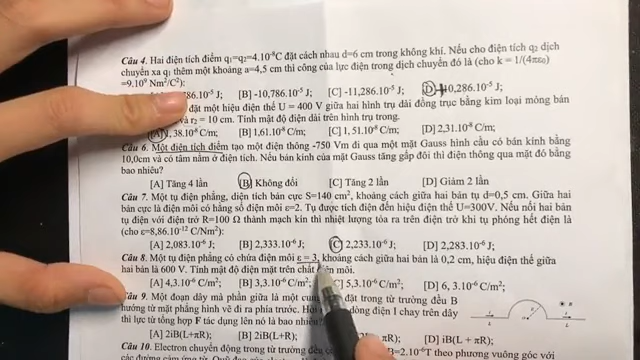 Câu 4. Hai điện tích điểm q1=q2=4.10-8C đặt cách nhau d=6 cm trong không khí. Nếu cho điện tích q2 dịch
chuyển xa q1 thêm một khoảng a=4,5 cm thì công của lực điện trong dịch chuyển đó là (cho k = 1/(4πε0)
=9.109 Nm2/C2);
786.10-5 J; [B] -10,786.10-5 J; [C] -11,286.10-5 J; [D] 10,286.10-5 J;
đặt một hiệu điện thế U = 400 V giữa hai hình trụ dài đồng trục bằng kim loại mỏng bán
và r2 = 10 cm. Tính mật độ điện dài trên hình trụ trong.
[A] 1,38.10-8 C/m; [B] 1,61.10-8 C/m; [C] 1,51.10-8 C/m; [D] 2,31.10-8 C/m;
Câu 6. Một điện tích điểm tạo một điện thông -750 Vm đi qua một mặt Gauss hình cầu có bán kính bằng
10,0cm và có tâm nằm ở điện tích. Nếu bán kính của mặt Gauss tăng gấp đôi thì điện thông qua mặt đó bằng
bao nhiêu?
[A] Tăng 4 lần [B] Không đổi [C] Tăng 2 lần [D] Giảm 2 lần
Câu 7. Một tụ điện phẳng, diện tích bản cực S=140 cm2, khoảng cách giữa hai bản tụ d=0,5 cm. Giữa hai
bản cực là điện môi có hằng số điện môi ε=2. Tụ được tích điện đến hiệu điện thế U=300V. Nếu nối hai bản
tụ điện với điện trở R=100 Ω thành mạch kín thì nhiệt lượng tỏa ra trên điện trở khi tụ phóng hết điện là
(cho ε=8,86.10-12 C/Nm2):
[A] 2,083.10-6 J; [B] 2,333.10-6 J; [C] 2,233.10-6 J; [D] 2,283.10-6 J;
Câu 8. Một tụ điện phẳng có chứa điện môi ε = 3, khoảng cách giữa hai bản là 0,2 cm, hiệu điện thế giữa
hai bản là 600 V. Tính mật độ điện mặt trên chất điện môi.
[A] 4,3.10-6 C/m2; [B] 3,3.10-6 C/m2; [C] 5,3.10-6 C/m2; [D] 6, 3.10-6 C/m2;
Câu 9. Một đoạn dây mà phần giữa là một cung đặt trong từ trường đều B
hướng từ mặt phẳng hình vẽ đi ra phía trước. dòng điện I chạy trên dây
thì lực từ tổng hợp F tác dụng lên nó là bao nhiêu?
[A] 2iB(L+πR); [B] 2iB(L+R); πR); [D] iB(L + πR);
Câu 10. Electron chuyển động trong từ trường B=2.10-6T theo phương vuông góc với